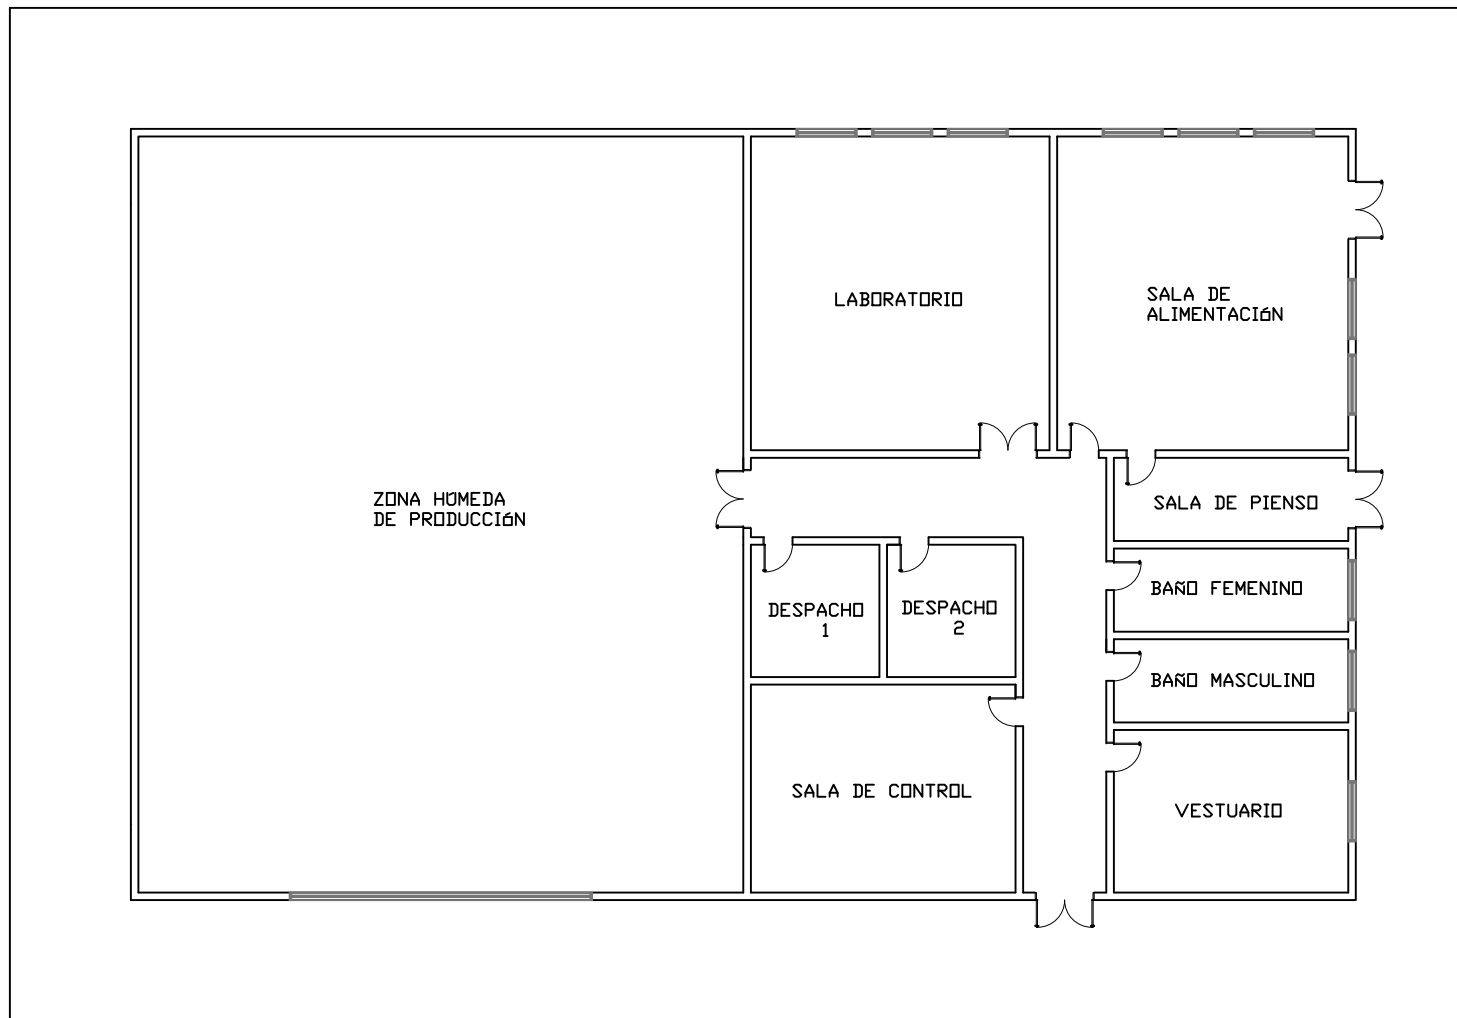 LABORATORIO
SALA DE
ALIMENTACIóN
ZONA HÚMEDA
DE PRODUCCIóN
SALA DE PIENSO
BAÑO FEMENINO
DESPACHO
1
DESPACHO
2
BAÑO MASCULINO
SALA DE CONTROL
VESTUARIO